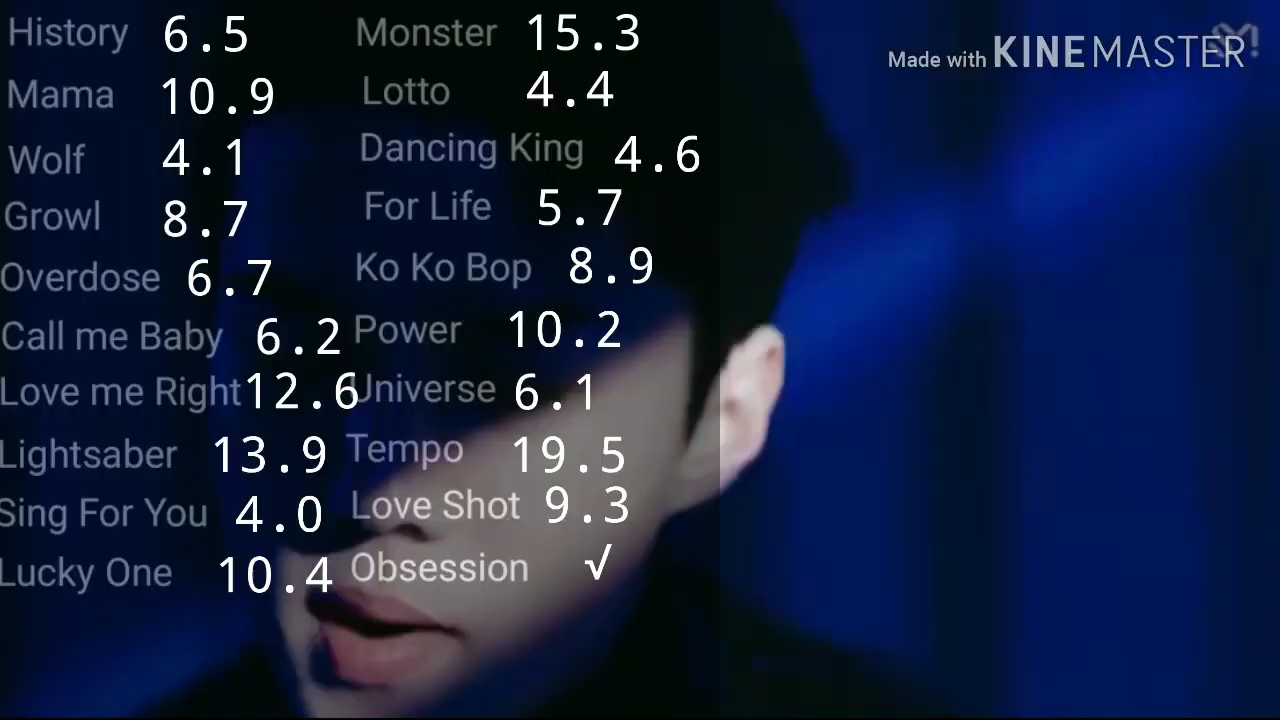 History 6.5
Mama 10.9
Wolf 4.1
Growl 8.7
Overdose 6.7
Call me Baby 6.2
Love me Right 12.6
Lightsaber 13.9
Sing For You 4.0
Lucky One 10.4
Monster 15.3
Lotto 4.4
Dancing King 4.6
For Life 5.7
Ko Ko Bop 8.9
Power 10.2
Universe 6.1
Tempo 19.5
Love Shot 9.3
Obsession √
Made with KINEMASTER